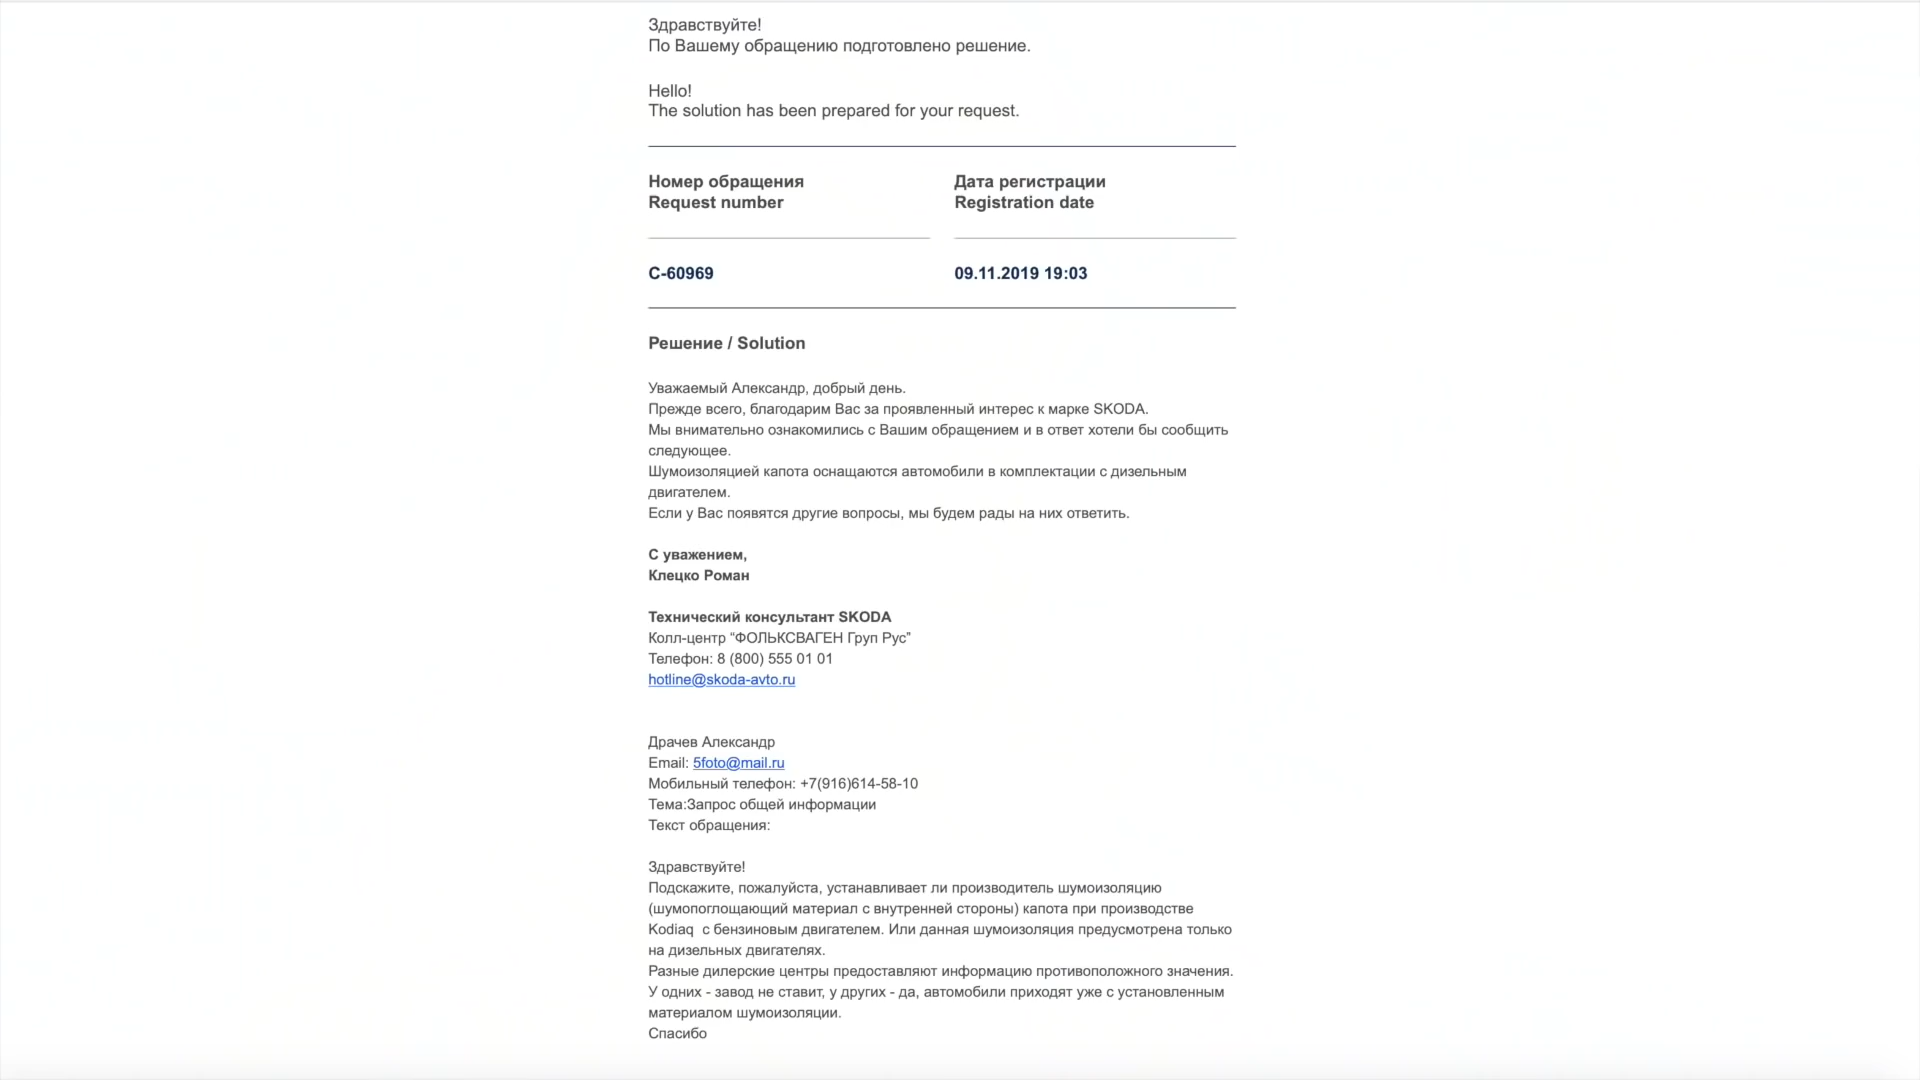 Здравствуйте!
По Вашему обращению подготовлено решение.
Hello!
The solution has been prepared for your request.
Номер обращения
Request number
Дата регистрации
Registration date
C-60969
09.11.2019 19:03
Решение / Solution
Уважаемый Александр, добрый день.
Прежде всего, благодарим Вас за проявленный интерес к марке SKODA.
Мы внимательно ознакомились с Вашим обращением и в ответ хотели бы сообщить
следующее.
Шумоизоляцией капота оснащаются автомобили в комплектации с дизельным
двигателем.
Если у Вас появятся другие вопросы, мы будем рады на них ответить.
С уважением,
Клецко Роман
Технический консультант SKODA
Колл-центр “ФОЛЬКСВАГЕН Груп Рус”
Телефон: 8 (800) 555 01 01
hotline@skoda-avto.ru
Драчев Александр
Email: 5foto@mail.ru
Мобильный телефон: +7(916)614-58-10
Тема:Запрос общей информации
Текст обращения:
Здравствуйте!
Подскажите, пожалуйста, устанавливает ли производитель шумоизоляцию
(шумопоглощающий материал с внутренней стороны) капота при производстве
Kodiaq  с бензиновым двигателем. Или данная шумоизоляция предусмотрена только
на дизельных двигателях.
Разные дилерские центры предоставляют информацию противоположного значения.
У одних - завод не ставит, у других - да, автомобили приходят уже с установленным
материалом шумоизоляции.
Спасибо